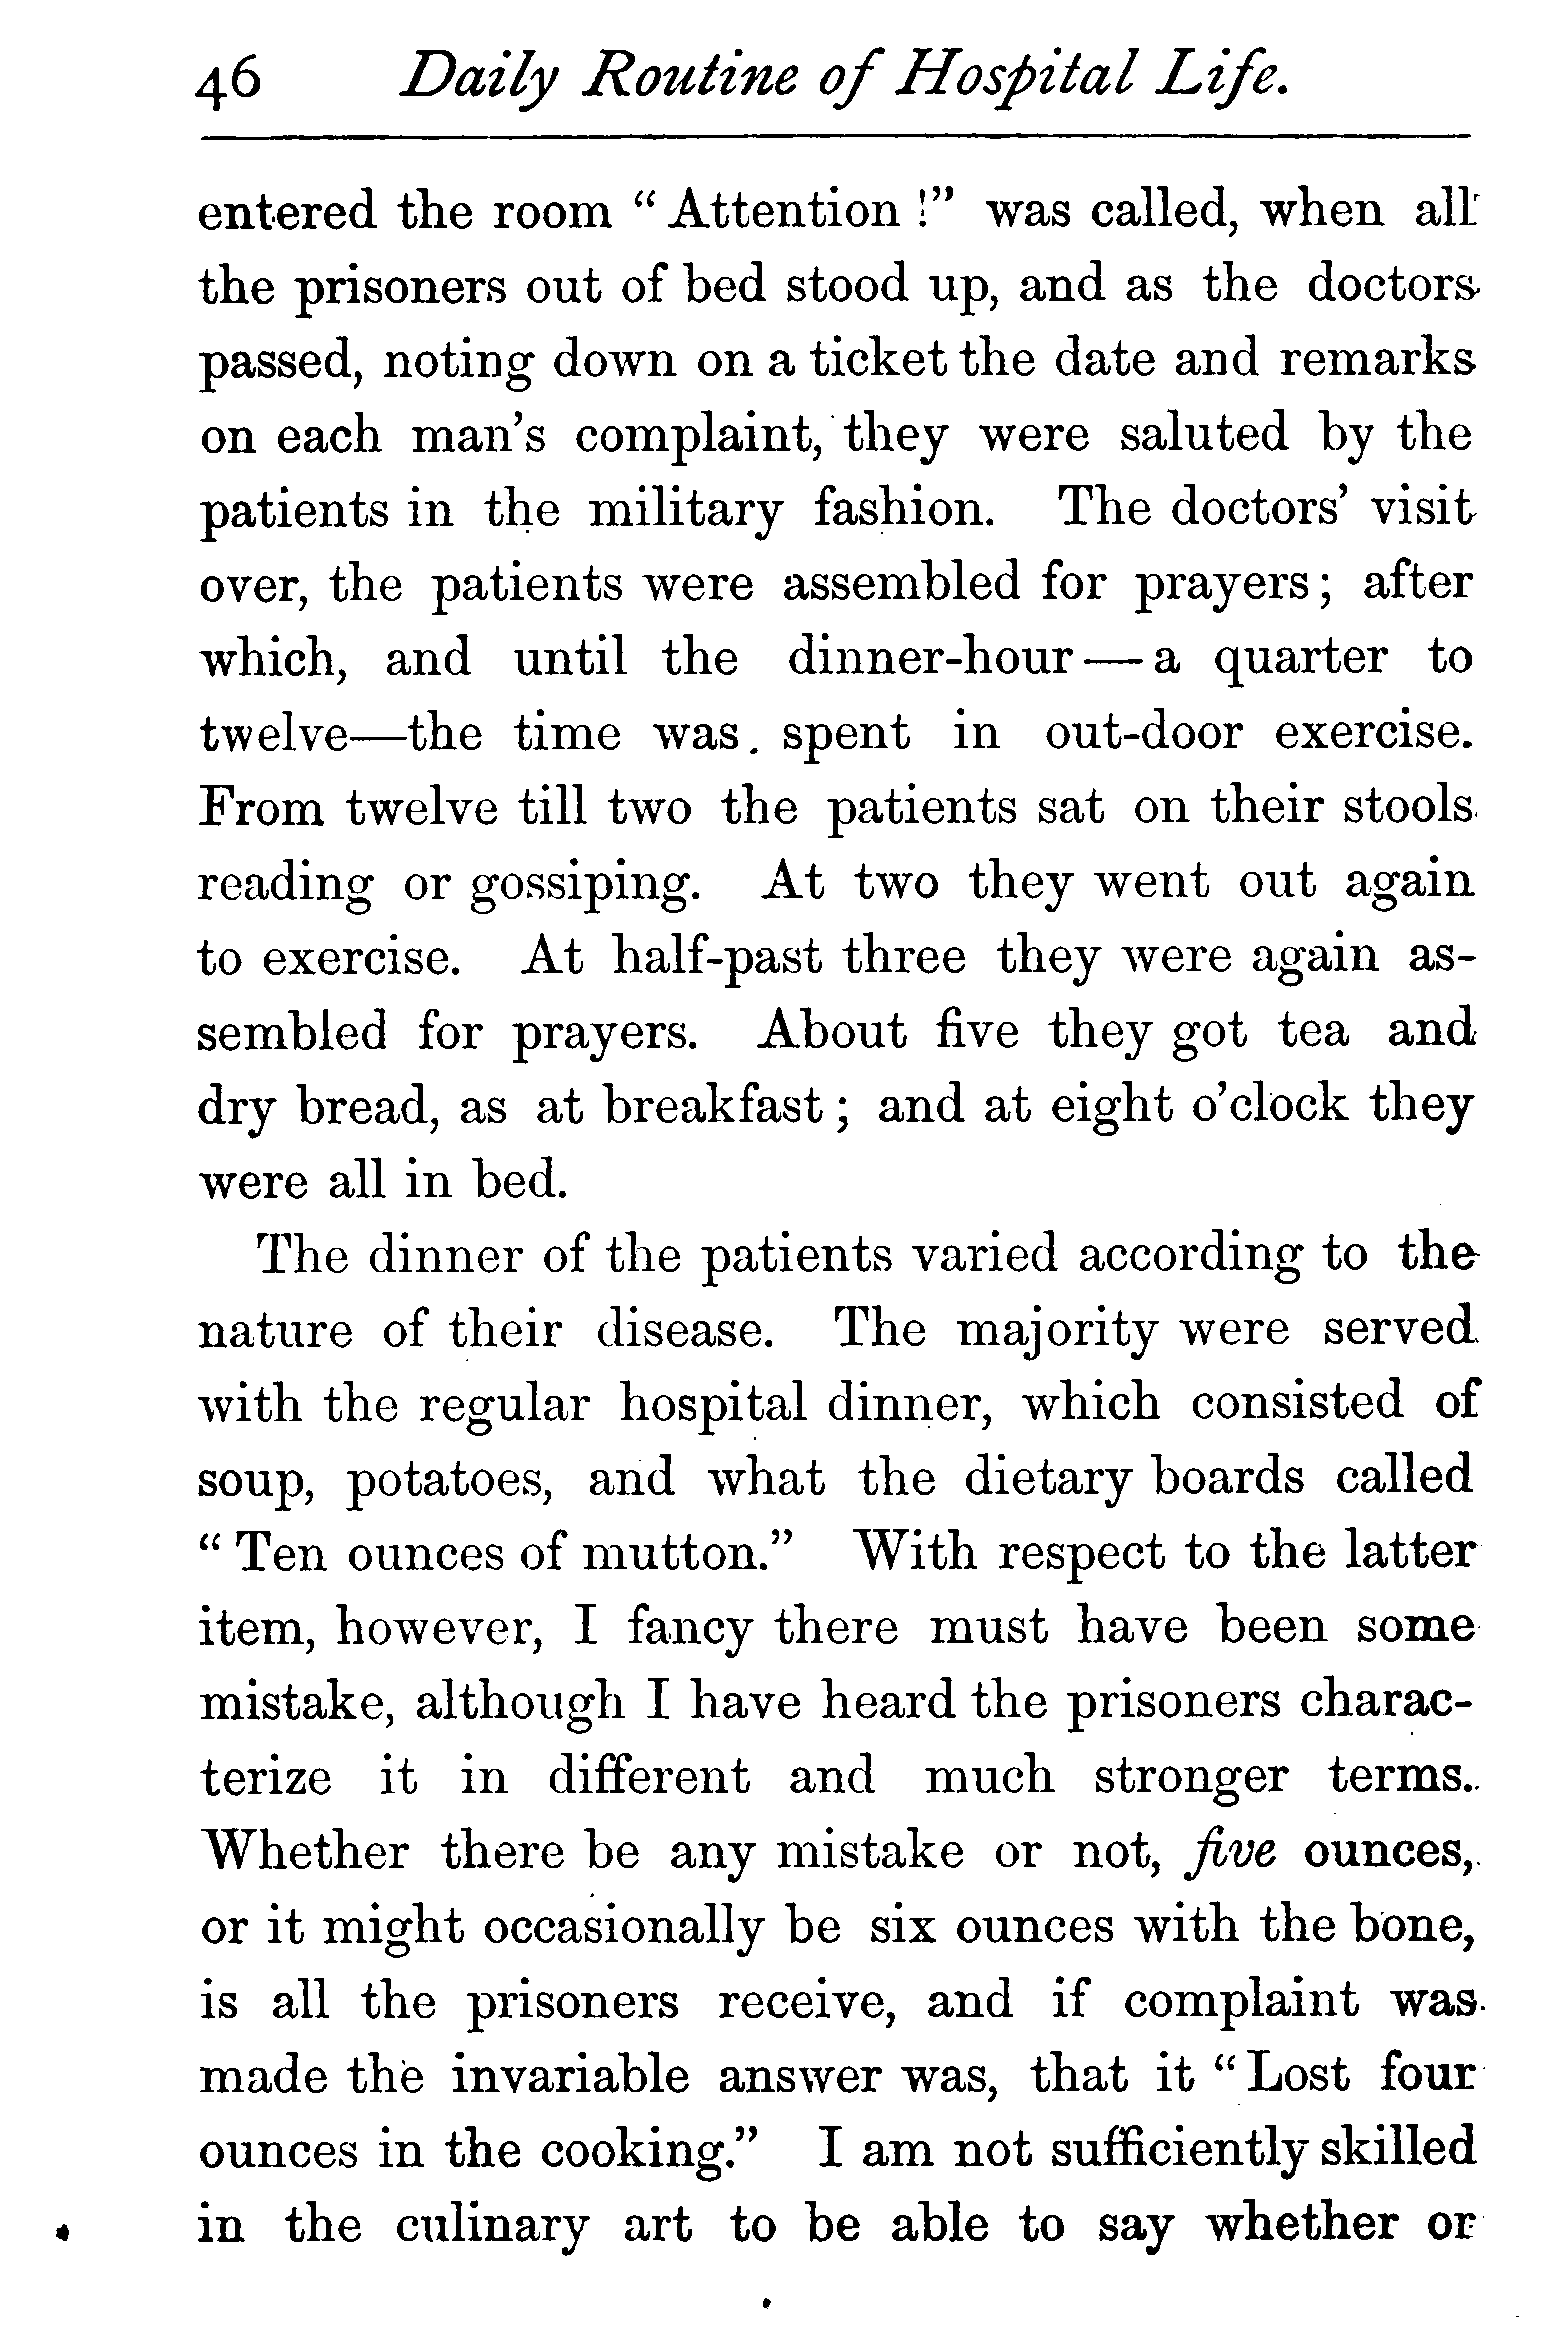 46 Daily Routine of Hospital Life.
entered the room “ Attention !” was called, when all
the prisoners out of bed stood up, and as the doctors
passed, noting down on a ticket the date and remarks
on each man’s complaint, they were saluted by the
patients in the military fashion. The doctors’ visit
over, the patients were assembled for prayers ; after
which, and until the dinner-hour — a quarter to
twelve—the time was. spent in out-door exercise.
From twelve till two the patients sat on their stools
reading or gossiping. At two they went out again
to exercise. At half-past three they were again as-
sembled for prayers. About five they got tea and
dry bread, as at breakfast ; and at eight o’clock they
were all in bed.
The dinner of the patients varied according to the
nature of their disease. The majority were served
with the regular hospital dinner, which consisted of
soup, potatoes, and what the dietary boards called
“ Ten ounces of mutton.” With respect to the latter
item, however, I fancy there must have been some
mistake, although I have heard the prisoners charac-
terize it in different and much stronger terms.
Whether there be any mistake or not, five ounces,
or it might occasionally be six ounces with the bone,
is all the prisoners receive, and if complaint was
made the invariable answer was, that it “ Lost four
ounces in the cooking.” I am not sufficiently skilled
in the culinary art to be able to say whether or